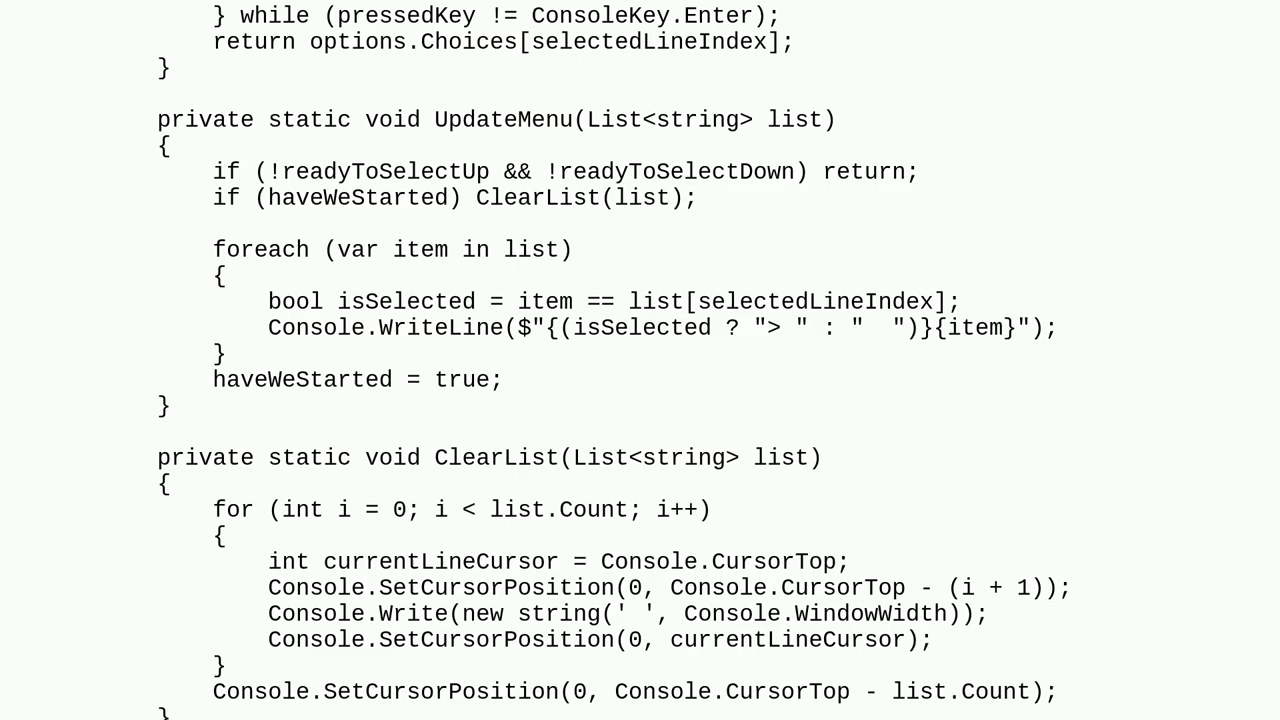 } while (pressedKey != ConsoleKey.Enter);
return options.Choices[selectedLineIndex];
}
private static void UpdateMenu(List<string> list)
{
if (!readyToSelectUp && !readyToSelectDown) return;
if (haveWeStarted) ClearList(list);
foreach (var item in list)
{
bool isSelected = item == list[selectedLineIndex];
Console.WriteLine($"{(isSelected ? "> " : "  ")}{item}");
}
haveWeStarted = true;
}
private static void ClearList(List<string> list)
{
for (int i = 0; i < list.Count; i++)
{
int currentLineCursor = Console.CursorTop;
Console.SetCursorPosition(0, Console.CursorTop - (i + 1));
Console.Write(new string(' ', Console.WindowWidth));
Console.SetCursorPosition(0, currentLineCursor);
}
Console.SetCursorPosition(0, Console.CursorTop - list.Count);
}